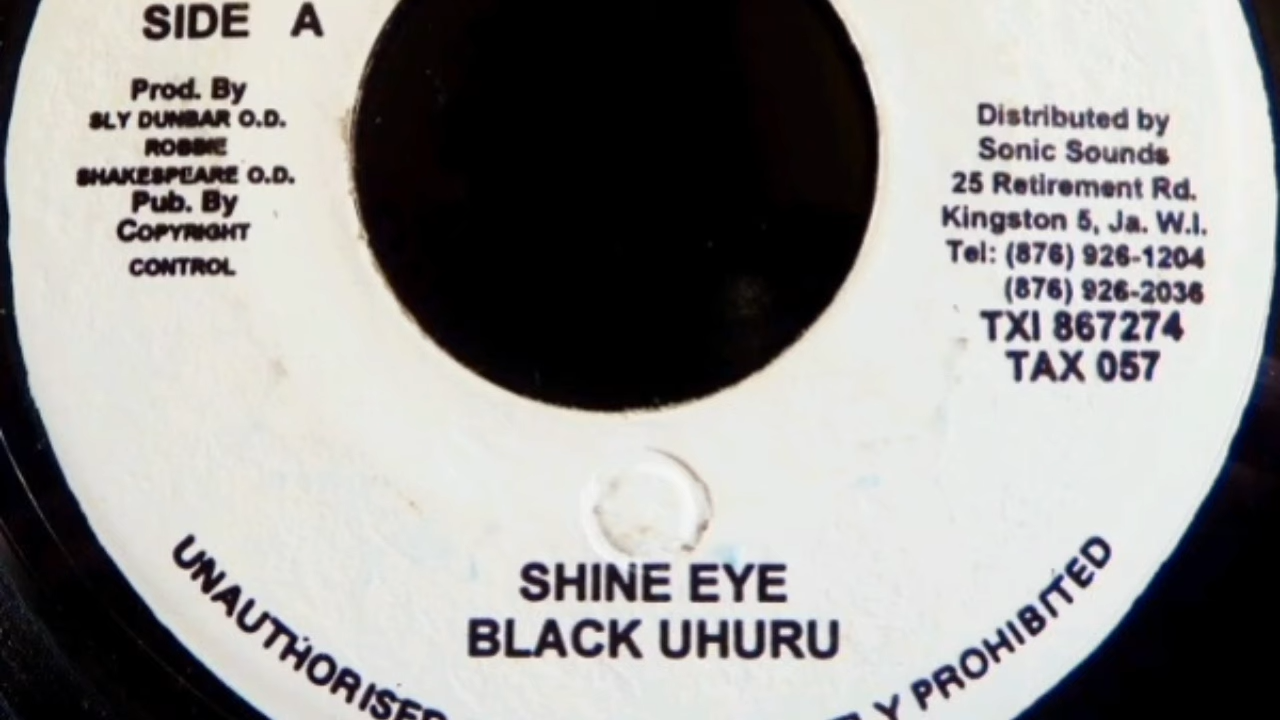 SIDE A
Prod. By
SLY DUNBAR O.D.
ROBBIE
SHAKESPEARE O.D.
Pub. By
COPYRIGHT
CONTROL
Distributed by
Sonic Sounds
25 Retirement Rd.
Kingston 5, Ja. W.I.
Tel: (876) 926-1204
(876) 926-2036
TXI 867274
TAX 057
SHINE EYE
BLACK UHURU
UNAUTHORISED PROHIBITED